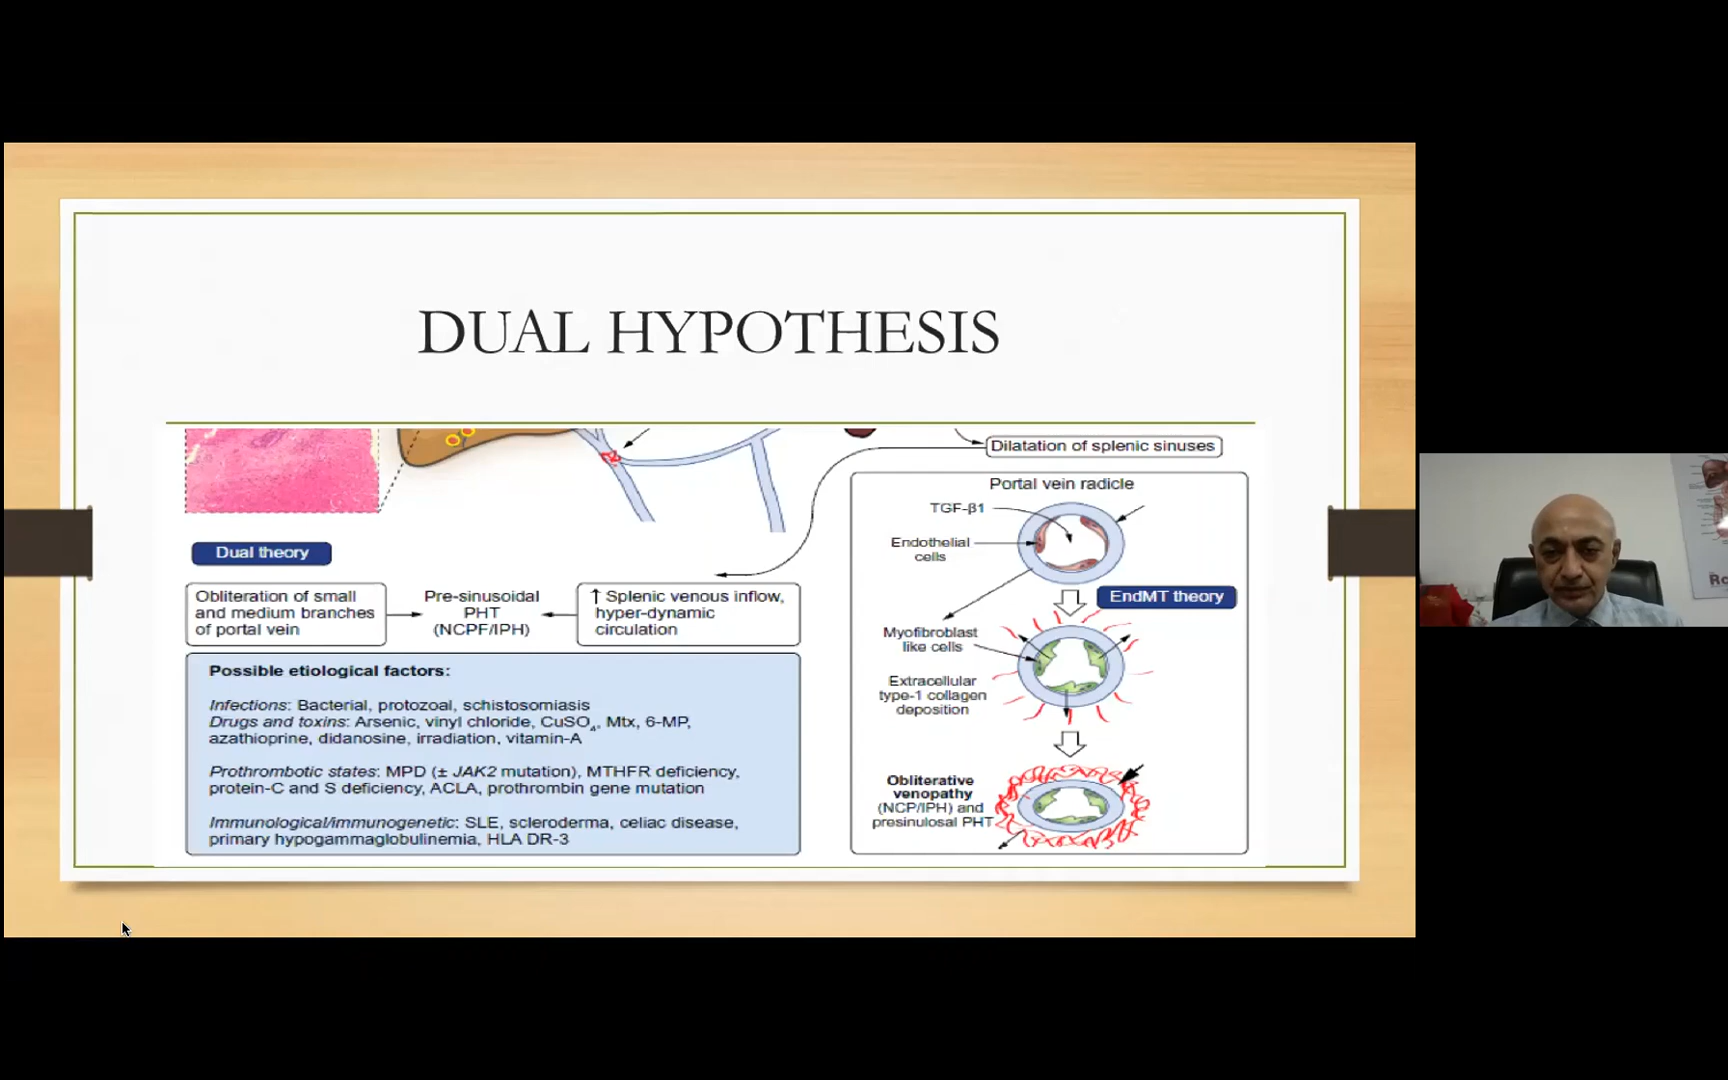 DUAL HYPOTHESIS
Dilatation of splenic sinuses
Dual theory
Obliteration of small
and medium branches
of portal vein
Pre-sinusoidal
PHT
(NCPF/IPH)
↑ Splenic venous inflow,
hyper-dynamic
circulation
Possible etiological factors:
Infections: Bacterial, protozoal, schistosomiasis
Drugs and toxins: Arsenic, vinyl chloride, CuSO4, Mtx, 6-MP,
azathioprine, didanosine, irradiation, vitamin-A
Prothrombotic states: MPD (± JAK2 mutation), MTHFR deficiency,
protein-C and S deficiency, ACLA, prothrombin gene mutation
Immunological/immunogenetic: SLE, scleroderma, celiac disease,
primary hypogammaglobulinemia, HLA DR-3
Portal vein radicle
TGF-β1
Endothelial
cells
EndMT theory
Myofibroblast
like cells
Extracellular
type-1 collagen
deposition
Obliterative
venopathy
(NCP/IPH) and
presinulosal PHT
Ro